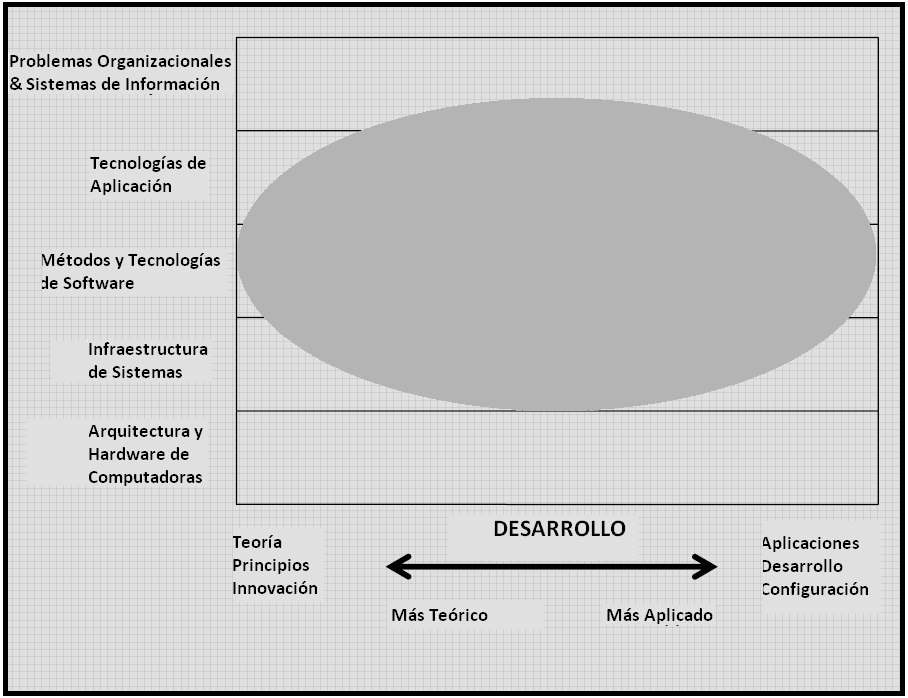 Problemas Organizacionales
& Sistemas de Información
Tecnologías de
Aplicación
Métodos y Tecnologías
de Software
Infraestructura
de Sistemas
Arquitectura y
Hardware de
Computadoras
DESARROLLO
Teoría
Principios
Innovación
Aplicaciones
Desarrollo
Configuración
Más Teórico
Más Aplicado